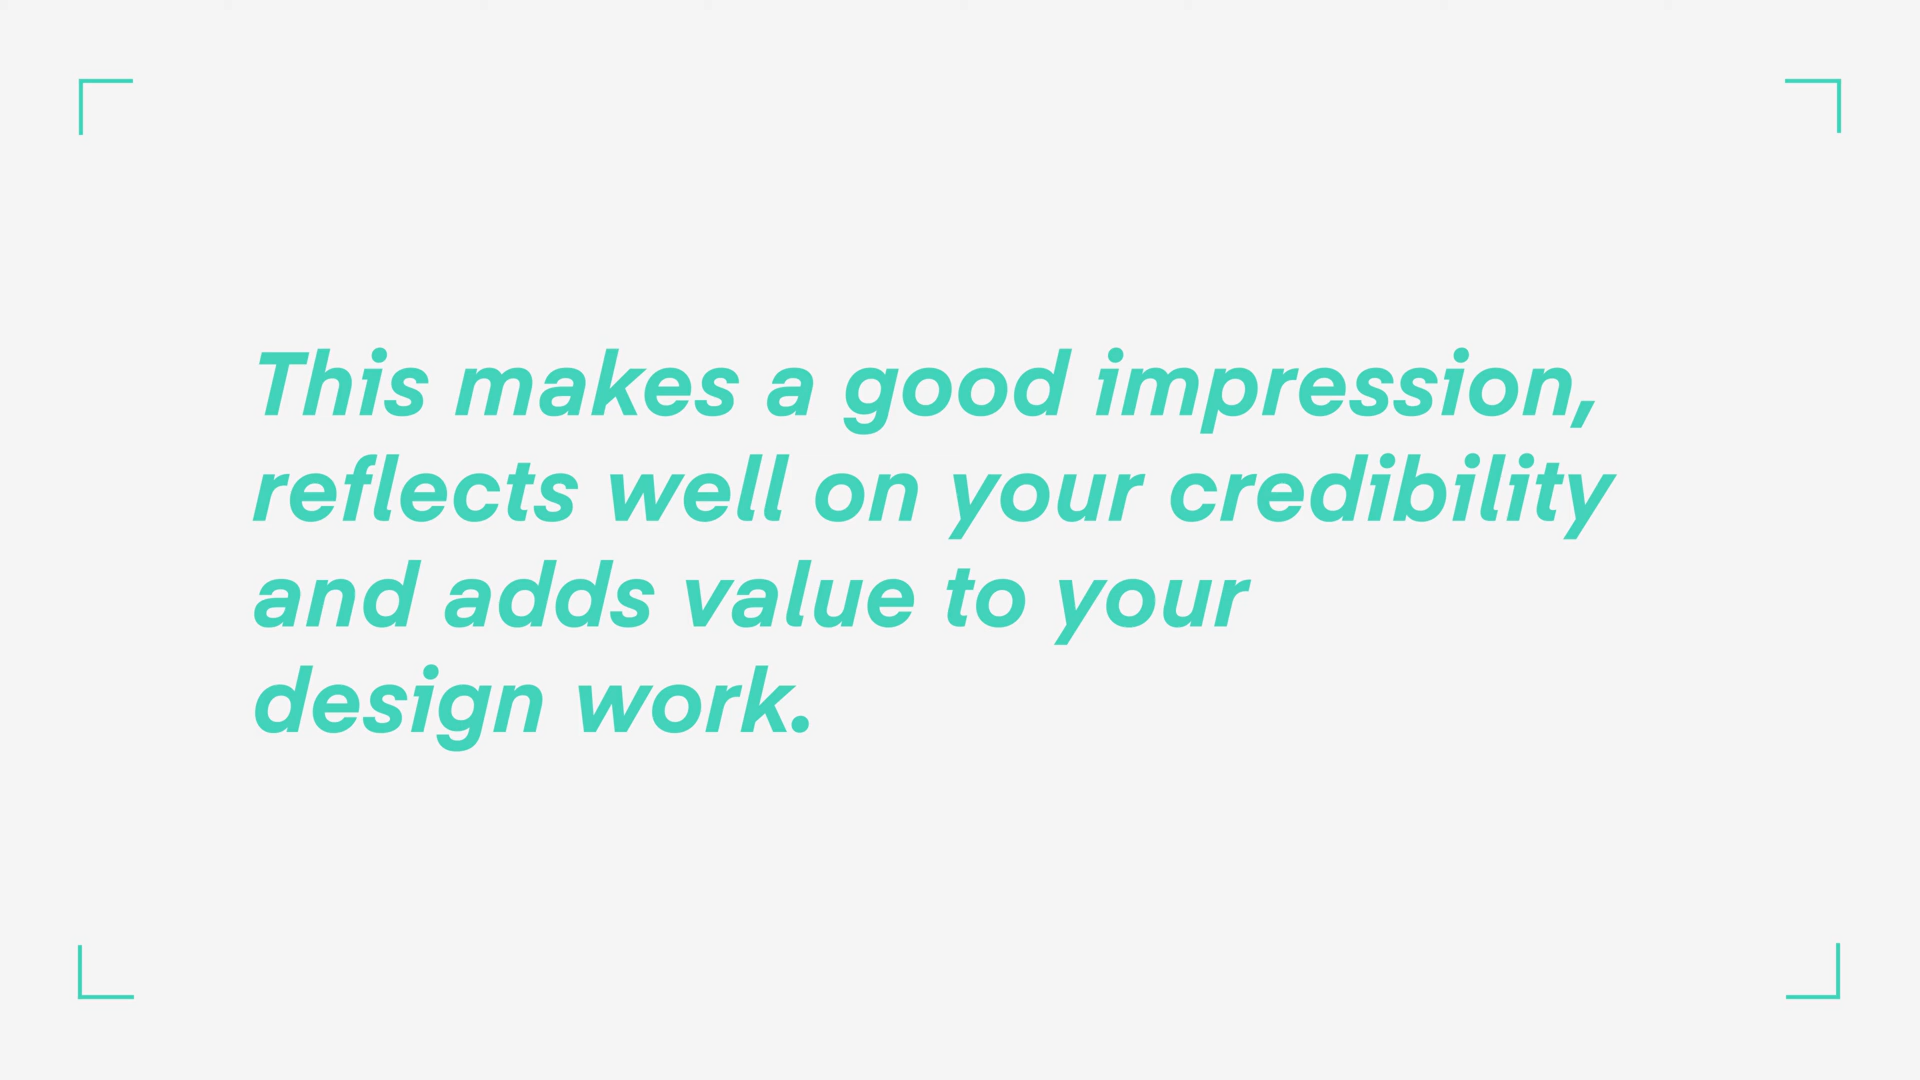 This makes a good impression,
reflects well on your credibility
and adds value to your
design work.